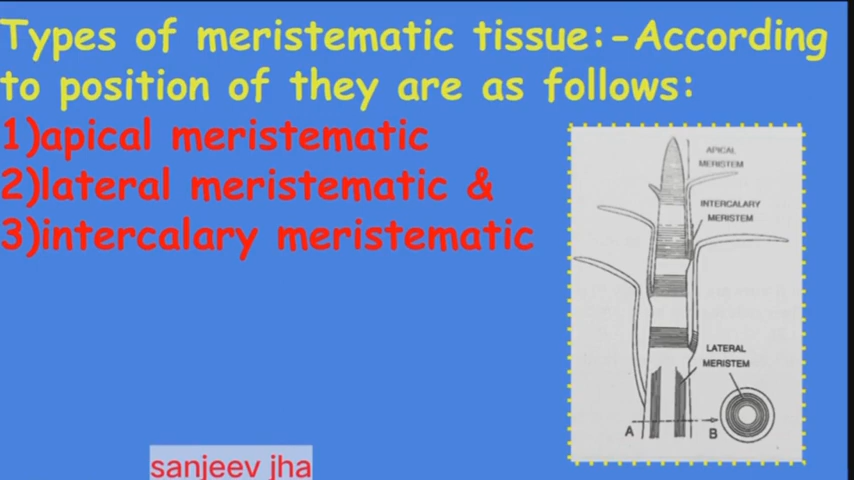 Types of meristematic tissue:-According
to position of they are as follows:
1)apical meristematic
2)lateral meristematic &
3)intercalary meristematic
APICAL
MERISTEM
INTERCALARY
MERISTEM
LATERAL
MERISTEM
A
B
sanjeev jha